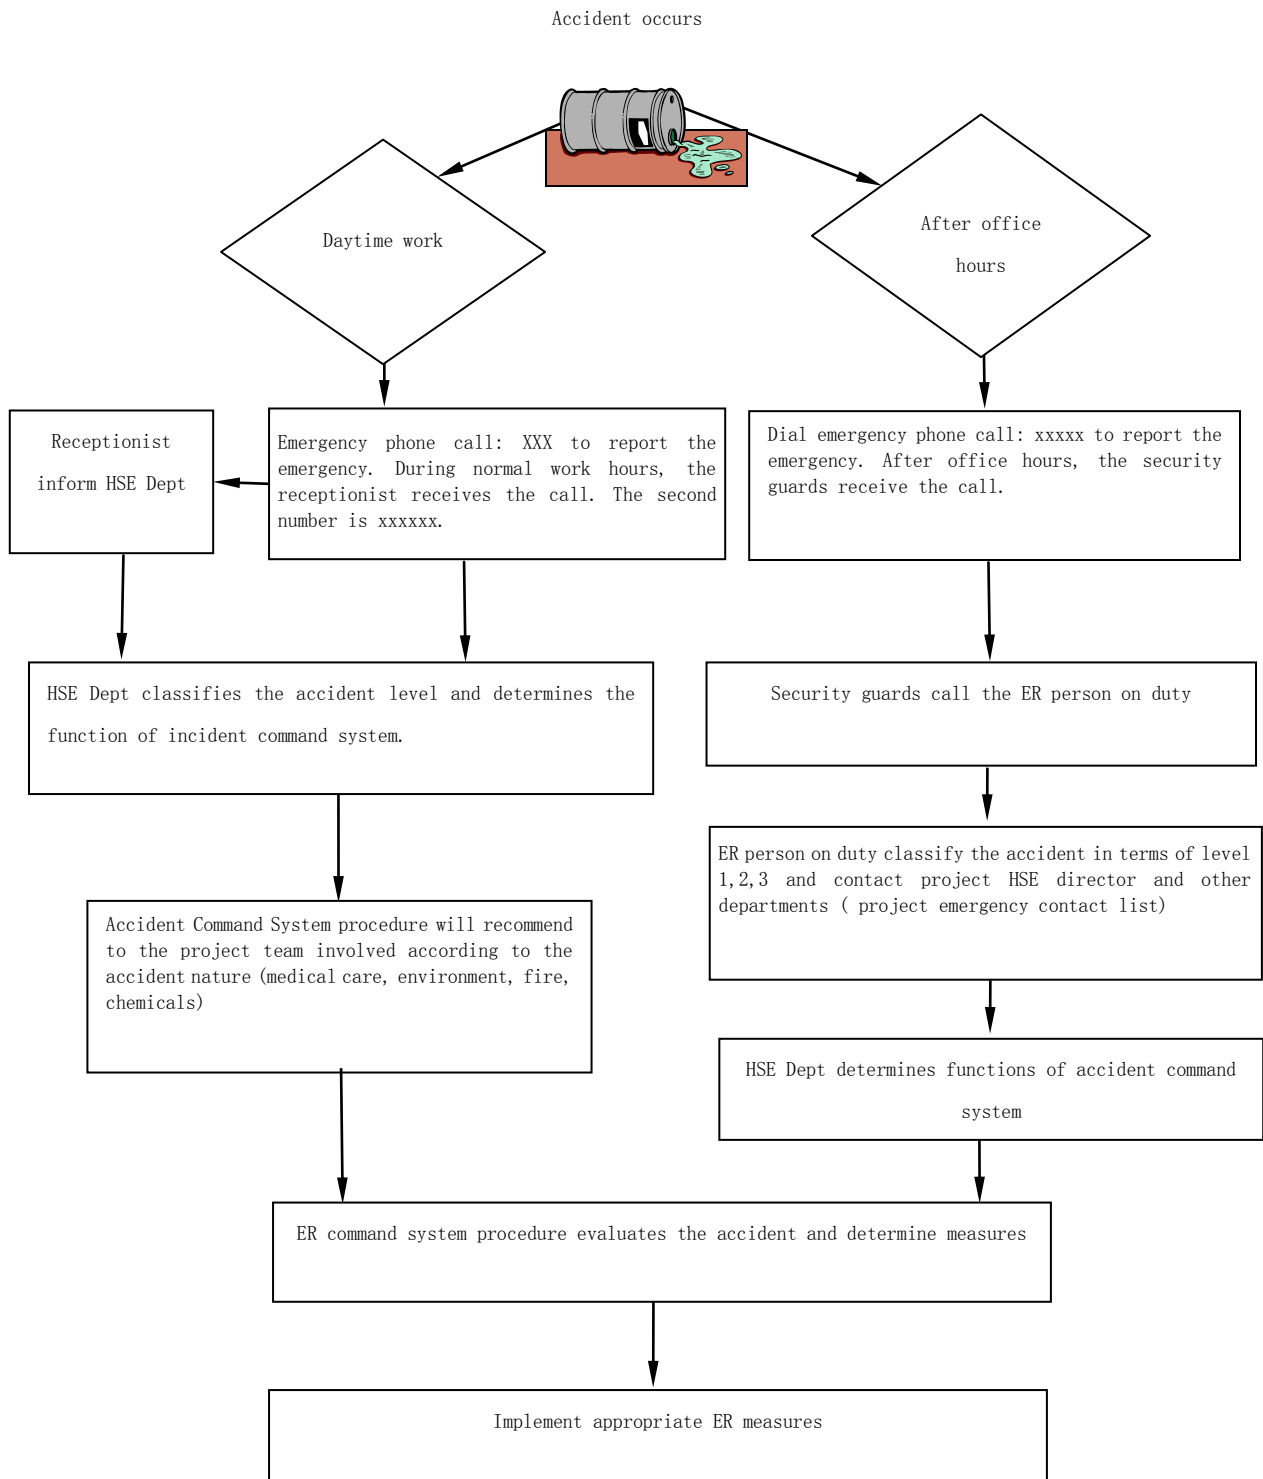 Accident occurs
Daytime work
After office
hours
Receptionist
inform HSE Dept
Emergency phone call: XXX to report the
emergency. During normal work hours, the
receptionist receives the call. The second
number is xxxxxx.
Dial emergency phone call: xxxxx to report the
emergency. After office hours, the security
guards receive the call.
HSE Dept classifies the accident level and determines the
function of incident command system.
Security guards call the ER person on duty
ER person on duty classify the accident in terms of level
1,2,3 and contact project HSE director and other
departments ( project emergency contact list)
Accident Command System procedure will recommend
to the project team involved according to the
accident nature (medical care, environment, fire,
chemicals)
HSE Dept determines functions of accident command
system
ER command system procedure evaluates the accident and determine measures
Implement appropriate ER measures